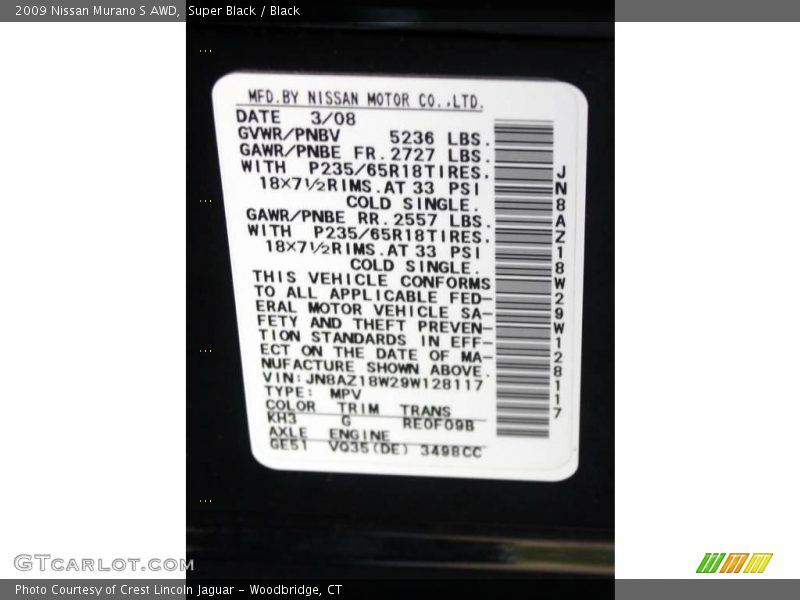 2009 Nissan Murano S AWD, Super Black / Black
MFD.BY NISSAN MOTOR CO.,LTD.
DATE 3/08
GVWR/PNBV 5236 LBS.
GAWR/PNBE FR. 2727 LBS.
WITH P235/65R18TIRES,
18×7½RIMS.AT 33 PSI
COLD SINGLE.
GAWR/PNBE RR. 2557 LBS.
WITH P235/65R18TIRES,
18×7½RIMS.AT 33 PSI
COLD SINGLE.
THIS VEHICLE CONFORMS
TO ALL APPLICABLE FED-
ERAL MOTOR VEHICLE SA-
FETY AND THEFT PREVEN-
TION STANDARDS IN EFF-
ECT ON THE DATE OF MA-
NUFACTURE SHOWN ABOVE.
VIN:JN8AZ18W29W128117
TYPE: MPV
COLOR TRIM TRANS
KH3 G RE0F09B
AXLE ENGINE
GE51 VQ35(DE) 3498CC
JN8AZ18W29W128117
GTCARLOT.COM
Photo Courtesy of Crest Lincoln Jaguar - Woodbridge, CT